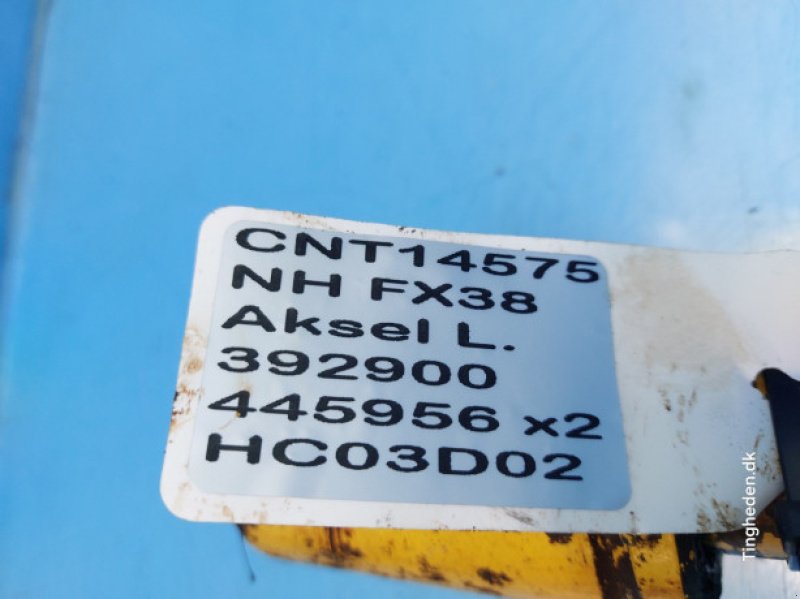 CNT14575
NH FX38
Aksel L.
392900
445956 x2
HC03D02
Tingheden.dk